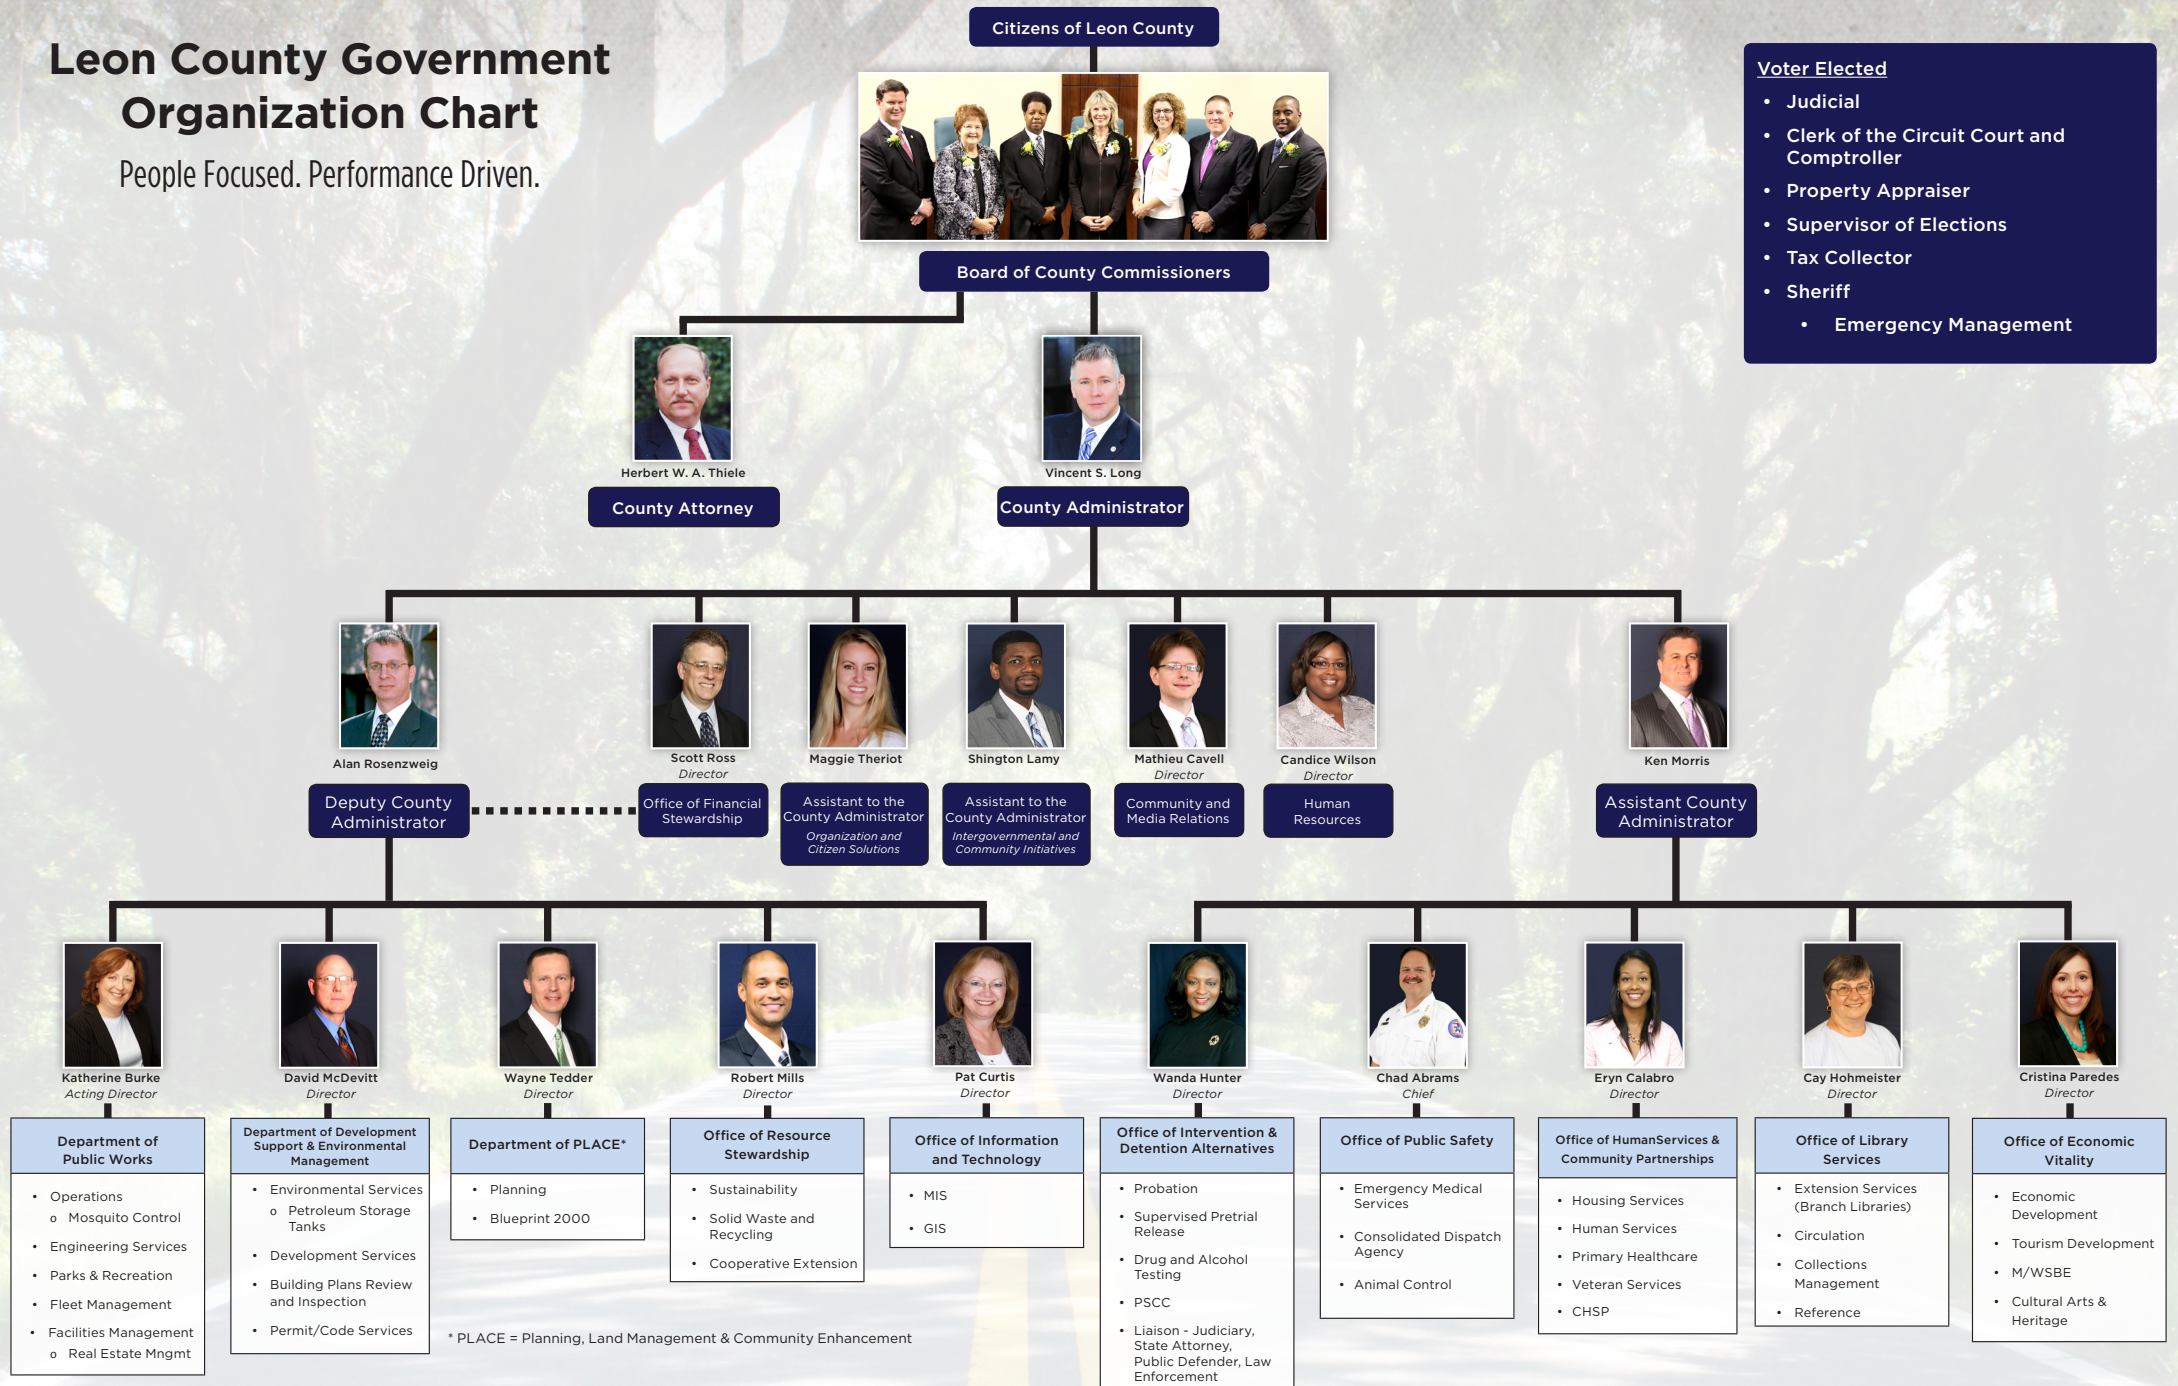 Leon County Government
Organization Chart
People Focused. Performance Driven.
Citizens of Leon County
Voter Elected
• Judicial
• Clerk of the Circuit Court and
Comptroller
• Property Appraiser
• Supervisor of Elections
• Tax Collector
• Sheriff
• Emergency Management
Board of County Commissioners
Herbert W. A. Thiele
County Attorney
Vincent S. Long
County Administrator
Alan Rosenzweig
Deputy County
Administrator
Scott Ross
Director
Office of Financial
Stewardship
Maggie Theriot
Assistant to the
County Administrator
Organization and
Citizen Solutions
Shington Lamy
Assistant to the
County Administrator
Intergovernmental and
Community Initiatives
Mathieu Cavell
Director
Community and
Media Relations
Candice Wilson
Director
Human
Resources
Ken Morris
Assistant County
Administrator
Katherine Burke
Acting Director
Department of
Public Works
• Operations
o Mosquito Control
• Engineering Services
• Parks & Recreation
• Fleet Management
• Facilities Management
o Real Estate Mngmt
David McDevitt
Director
Department of Development
Support & Environmental
Management
• Environmental Services
o Petroleum Storage
Tanks
• Development Services
• Building Plans Review
and Inspection
• Permit/Code Services
Wayne Tedder
Director
Department of PLACE*
• Planning
• Blueprint 2000
Robert Mills
Director
Office of Resource
Stewardship
• Sustainability
• Solid Waste and
Recycling
• Cooperative Extension
Pat Curtis
Director
Office of Information
and Technology
• MIS
• GIS
* PLACE = Planning, Land Management & Community Enhancement
Wanda Hunter
Director
Office of Intervention &
Detention Alternatives
• Probation
• Supervised Pretrial
Release
• Drug and Alcohol
Testing
• PSCC
• Liaison - Judiciary,
State Attorney,
Public Defender, Law
Enforcement
Chad Abrams
Chief
Office of Public Safety
• Emergency Medical
Services
• Consolidated Dispatch
Agency
• Animal Control
Eryn Calabro
Director
Office of HumanServices &
Community Partnerships
• Housing Services
• Human Services
• Primary Healthcare
• Veteran Services
• CHSP
Cay Hohmeister
Director
Office of Library
Services
• Extension Services
(Branch Libraries)
• Circulation
• Collections
Management
• Reference
Cristina Paredes
Director
Office of Economic
Vitality
• Economic
Development
• Tourism Development
• M/WSBE
• Cultural Arts &
Heritage